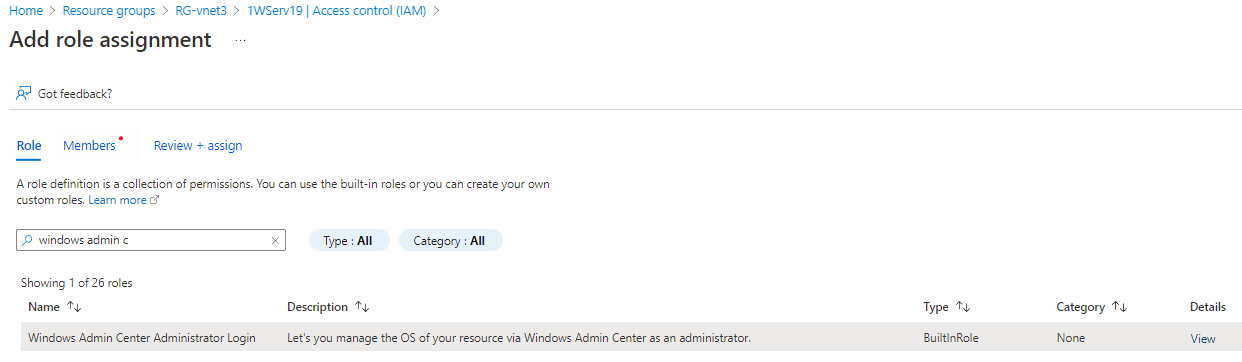 Home > Resource groups > RG-vnet3 > 1WServ19 | Access control (IAM) >
Add role assignment ...
Got feedback?
Role Members Review + assign
A role definition is a collection of permissions. You can use the built-in roles or you can create your own
custom roles. Learn more
windows admin c Type : All Category : All
Showing 1 of 26 roles
Name Description Type Category Details
Windows Admin Center Administrator Login Let's you manage the OS of your resource via Windows Admin Center as an administrator. BuiltInRole None View